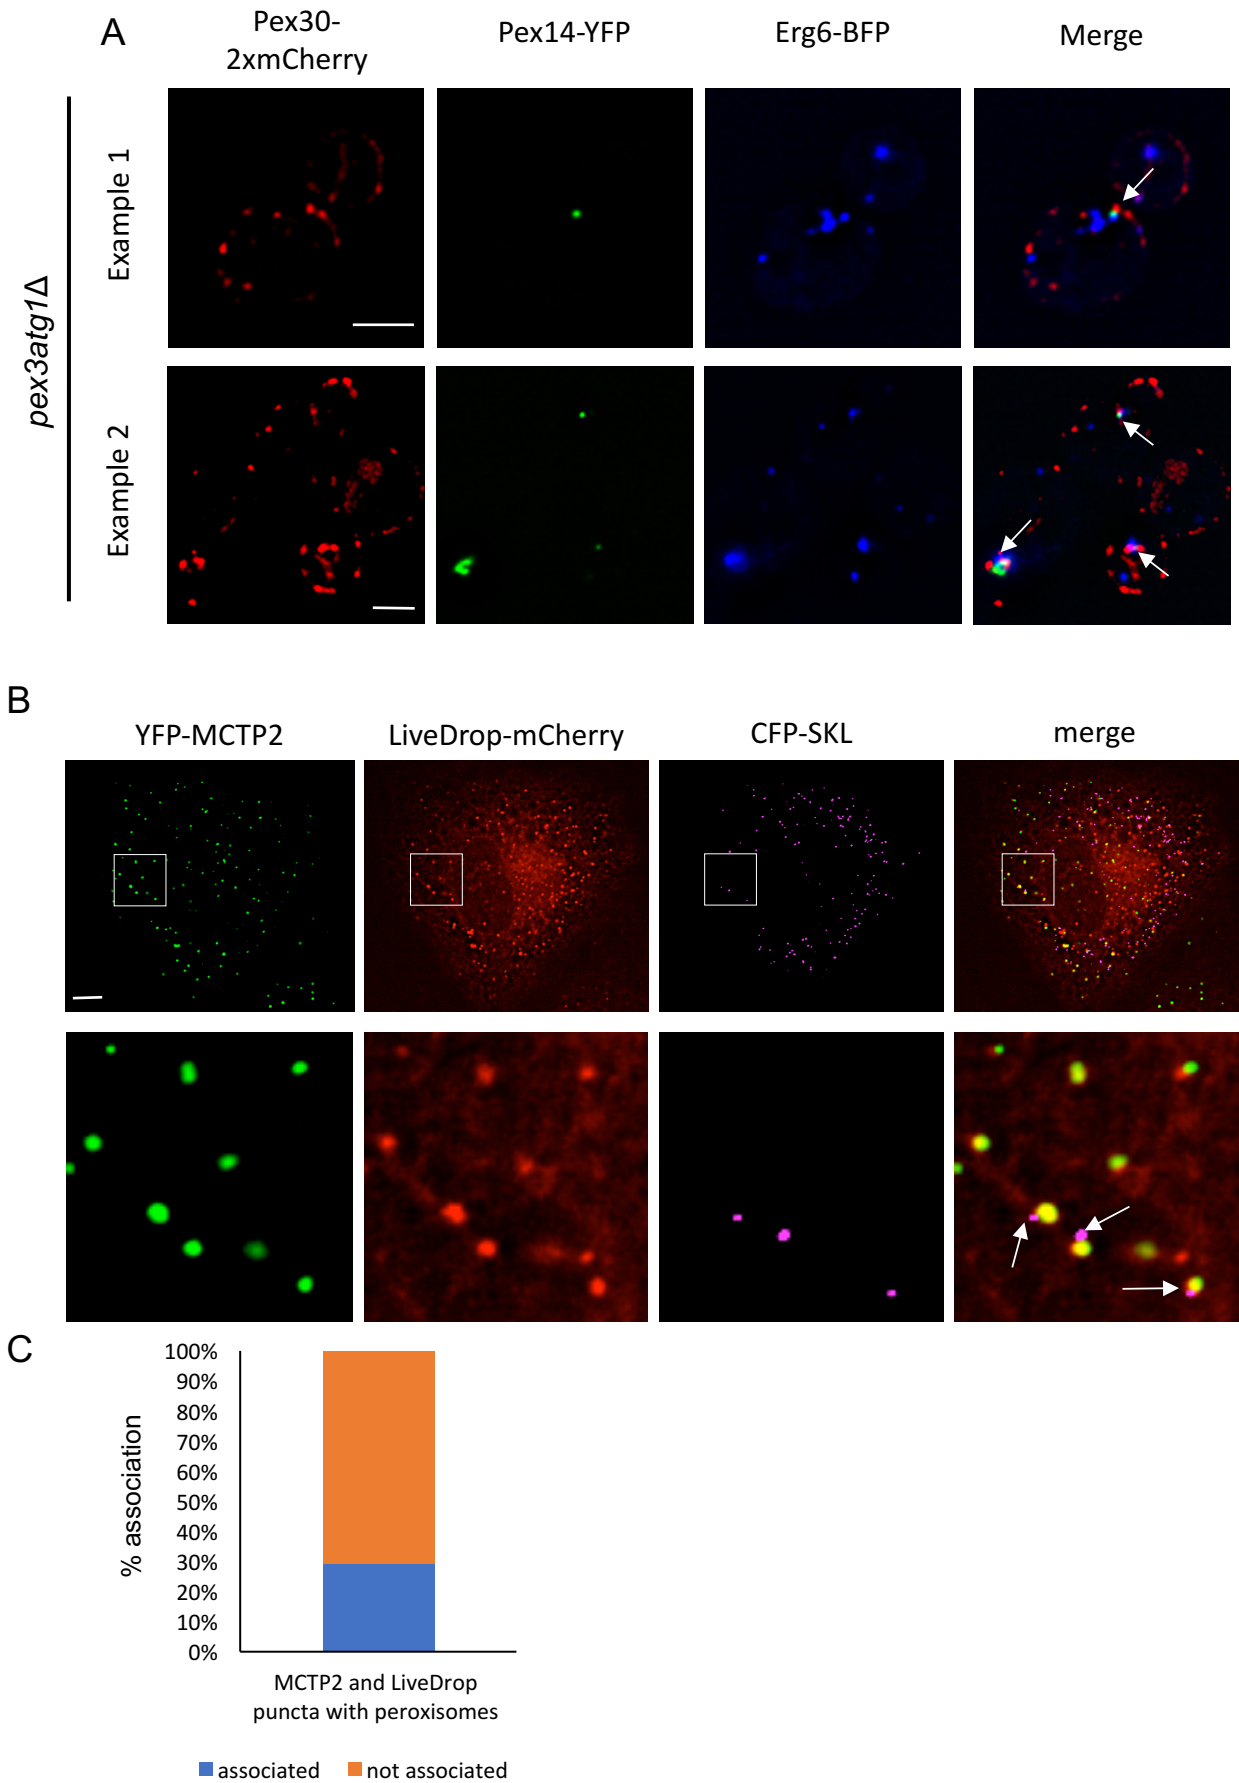 A
Pex30-
2xmCherry
Pex14-YFP
Erg6-BFP
Merge
pex3atg1Δ
Example 1
Example 2
B
YFP-MCTP2
LiveDrop-mCherry
CFP-SKL
merge
C
% association
100%
90%
80%
70%
60%
50%
40%
30%
20%
10%
0%
MCTP2 and LiveDrop
puncta with peroxisomes
associated
not associated